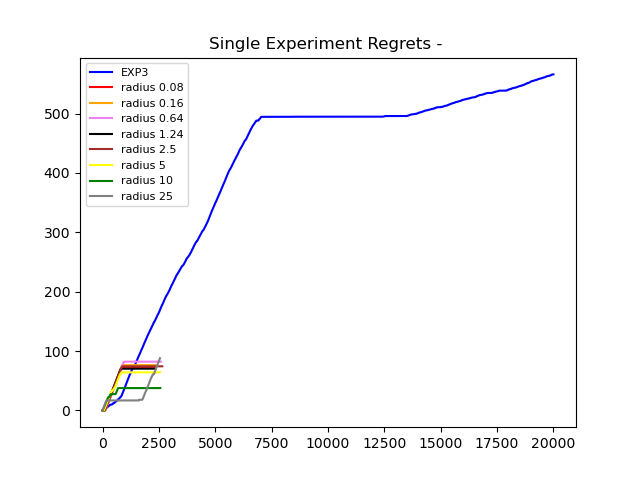 Single Experiment Regrets -
EXP3
radius 0.08
radius 0.16
radius 0.64
radius 1.24
radius 2.5
radius 5
radius 10
radius 25
500
400
300
200
100
0
0 2500 5000 7500 10000 12500 15000 17500 20000